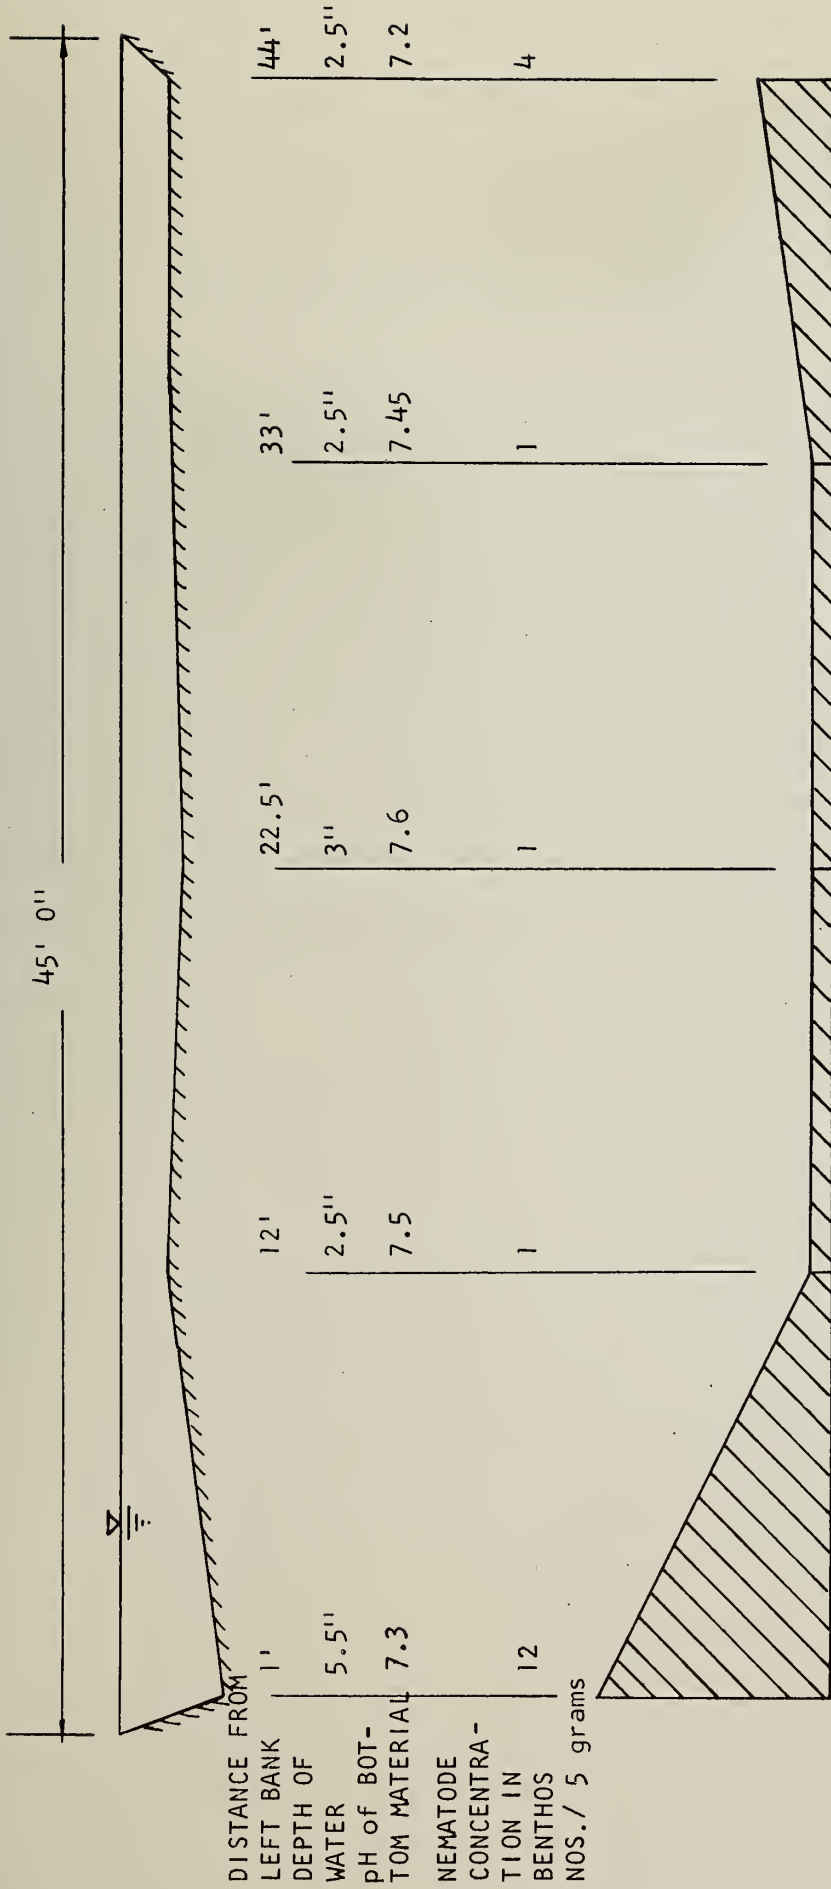 45' 0"
DISTANCE FROM
LEFT BANK 1' 12' 22.5' 33' 44'
DEPTH OF
WATER 5.5" 2.5" 3" 2.5" 2.5"
pH of BOT-
TOM MATERIAL 7.3 7.5 7.6 7.45 7.2
NEMATODE
CONCENTRA-
TION IN 12 1 1 1 4
BENTHOS
NOS./ 5 grams